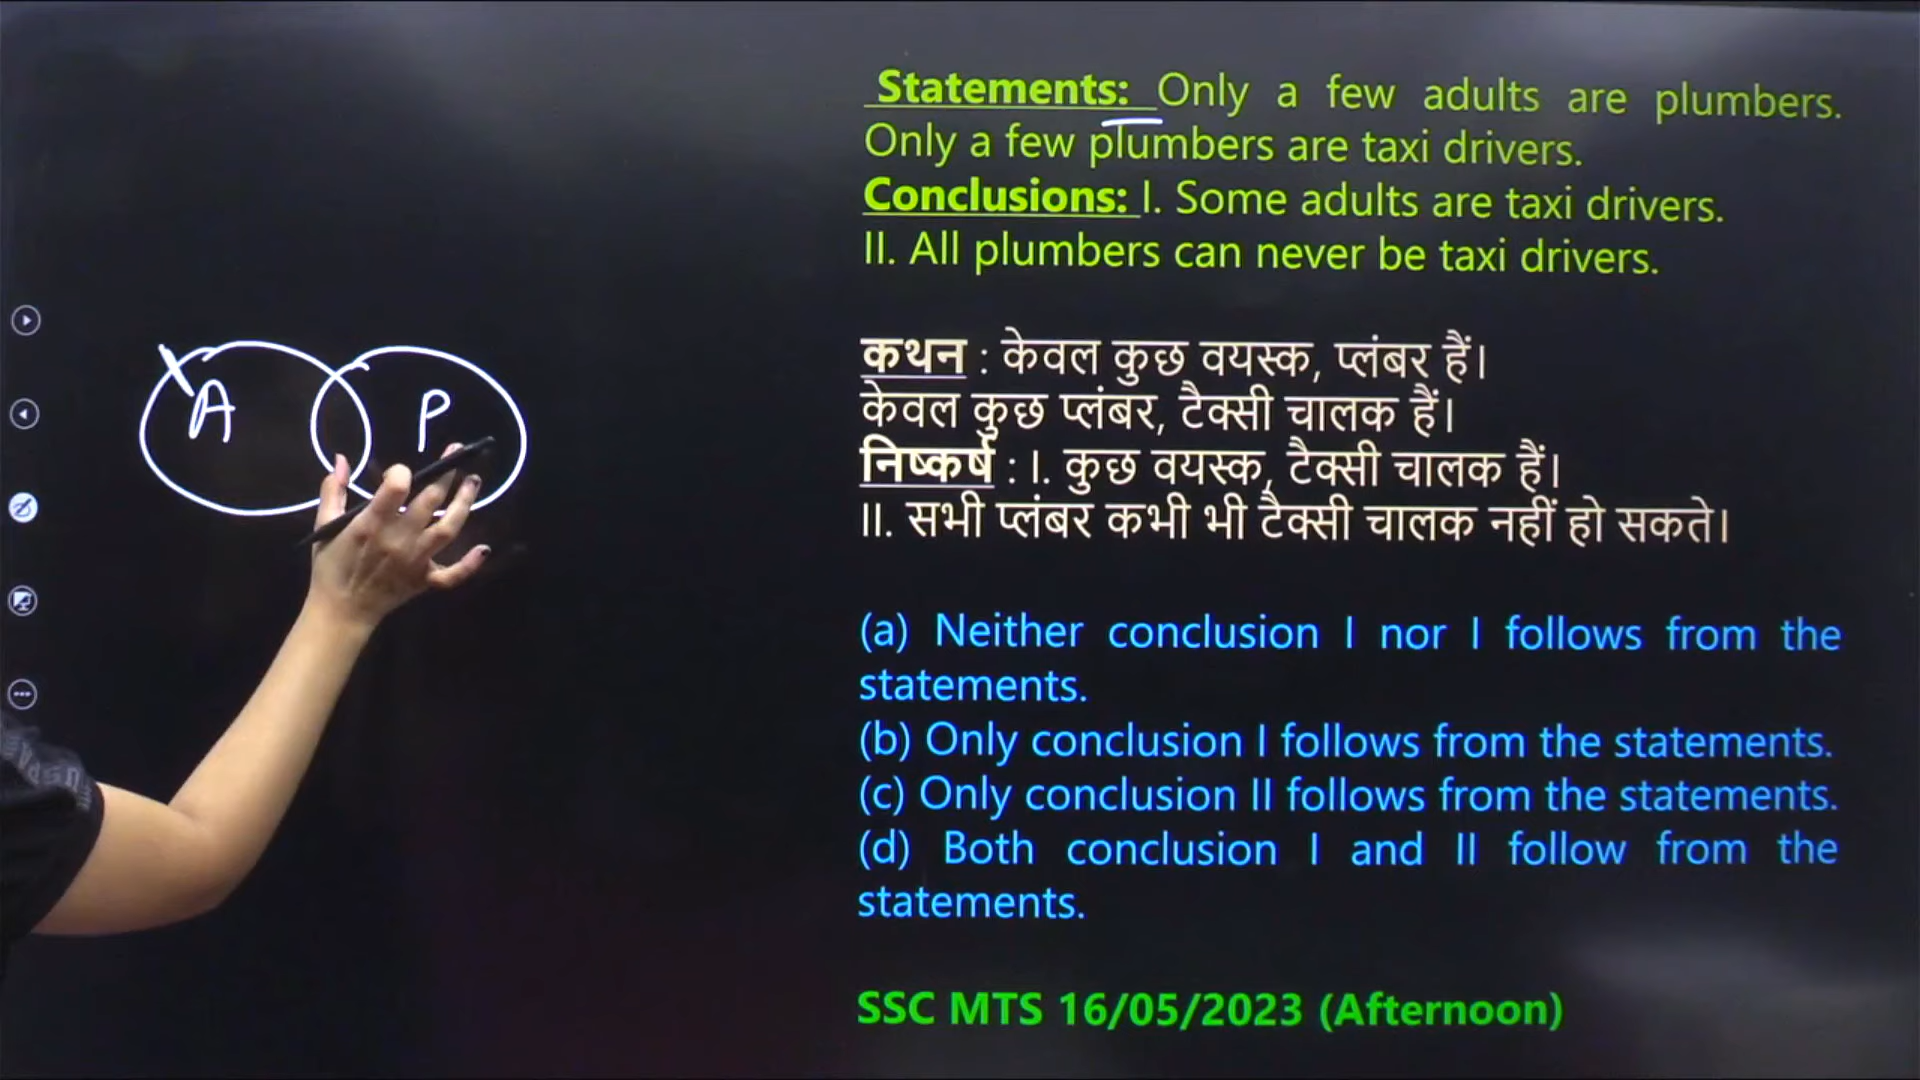 Statements: Only a few adults are plumbers.
Only a few plumbers are taxi drivers.
Conclusions: I. Some adults are taxi drivers.
II. All plumbers can never be taxi drivers.
कथन : केवल कुछ वयस्क, प्लंबर हैं।
केवल कुछ प्लंबर, टैक्सी चालक हैं।
निष्कर्ष : I. कुछ वयस्क, टैक्सी चालक हैं।
II. सभी प्लंबर कभी भी टैक्सी चालक नहीं हो सकते।
A P
(a) Neither conclusion I nor I follows from the
statements.
(b) Only conclusion I follows from the statements.
(c) Only conclusion II follows from the statements.
(d) Both conclusion I and II follow from the
statements.
SSC MTS 16/05/2023 (Afternoon)